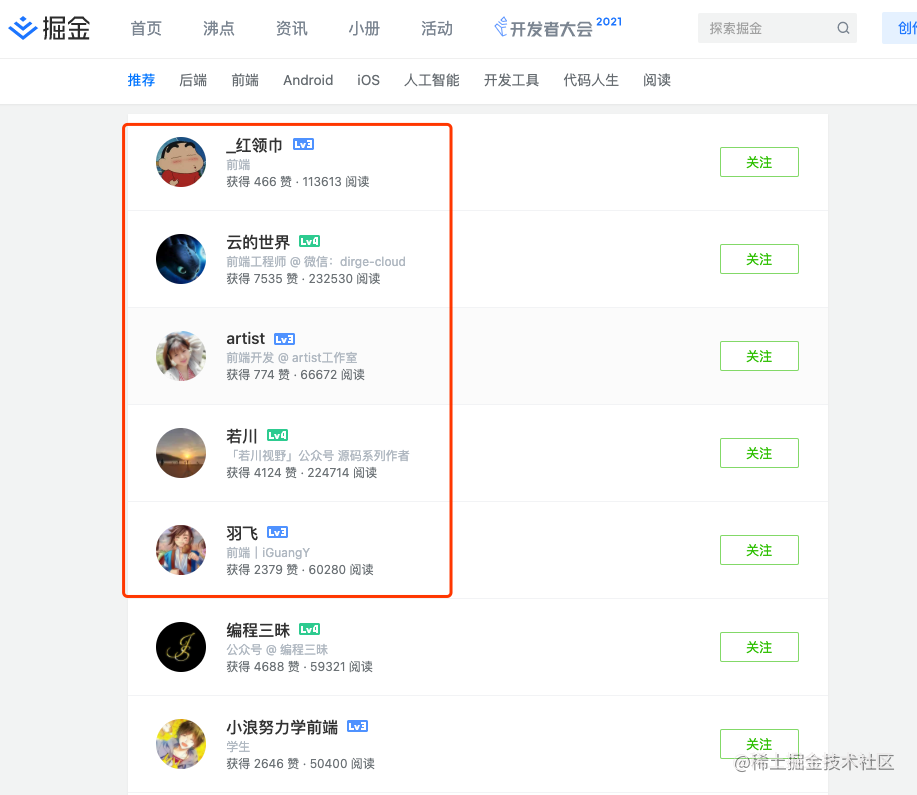 掘金 首页 沸点 资讯 小册 活动 开发者大会 2021 探索掘金 创作
推荐 后端 前端 Android iOS 人工智能 开发工具 代码人生 阅读
_红领巾 Lv3
前端
获得 466 赞 · 113613 阅读
关注
云的世界 Lv4
前端工程师 @ 微信：dirge-cloud
获得 7535 赞 · 232530 阅读
关注
artist Lv3
前端开发 @ artist工作室
获得 774 赞 · 66672 阅读
关注
若川 Lv4
「若川视野」公众号 源码系列作者
获得 4124 赞 · 224714 阅读
关注
羽飞 Lv3
前端 | iGuangY
获得 2379 赞 · 60280 阅读
关注
编程三昧 Lv4
公众号 @ 编程三昧
获得 4688 赞 · 59321 阅读
关注
小浪努力学前端 Lv3
学生
获得 2646 赞 · 50400 阅读
关注
@稀土掘金技术社区